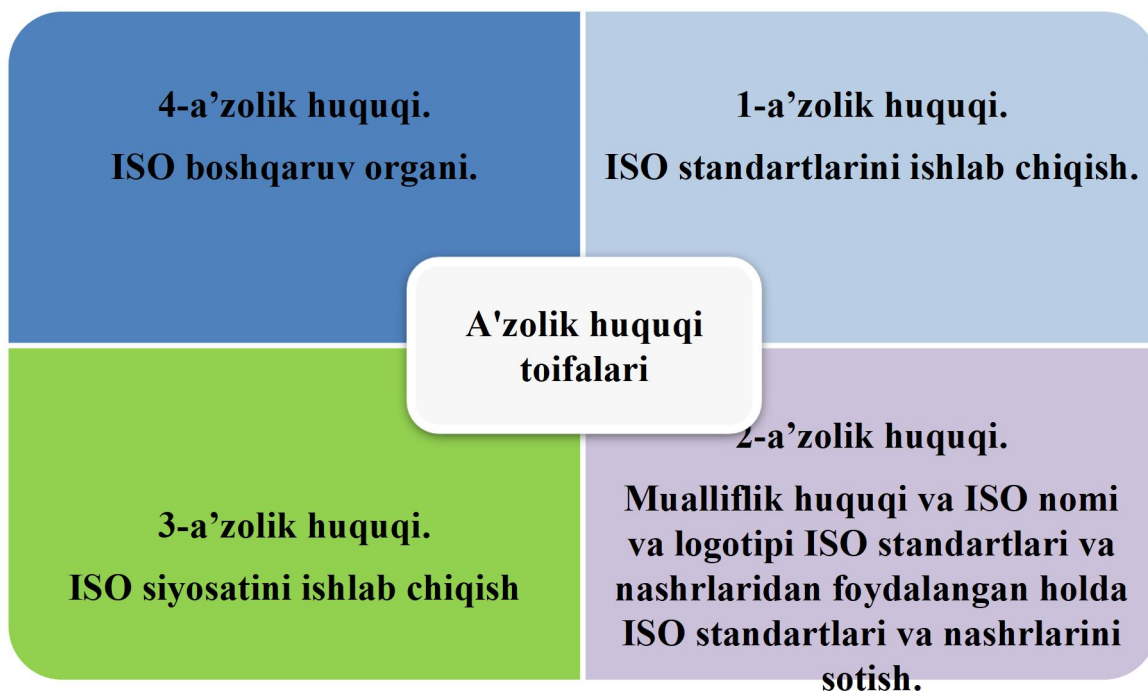 4-a’zolik huquqi.
ISO boshqaruv organi.
1-a’zolik huquqi.
ISO standartlarini ishlab chiqish.
A'zolik huquqi
toifalari
3-a’zolik huquqi.
ISO siyosatini ishlab chiqish
2-a’zolik huquqi.
Mualliflik huquqi va ISO nomi
va logotipi ISO standartlari va
nashrlaridan foydalangan holda
ISO standartlari va nashrlarini
sotish.